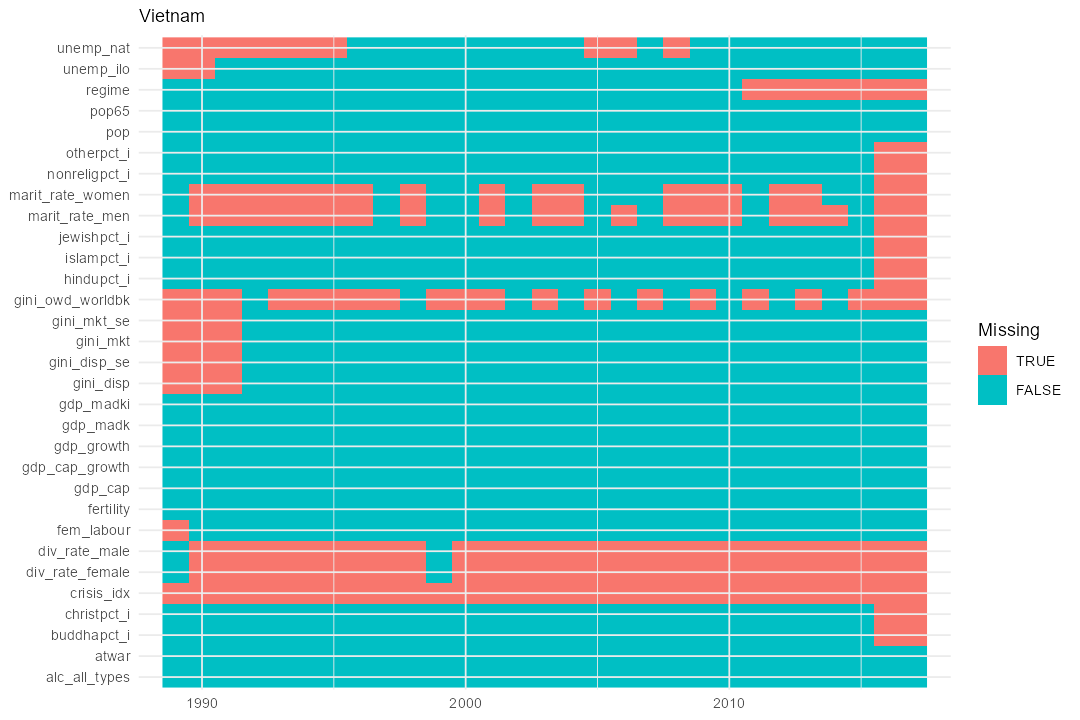 Vietnam
unemp_nat
unemp_ilo
regime
pop65
pop
otherpct_i
nonreligpct_i
marit_rate_women
marit_rate_men
jewishpct_i
islampct_i
hindupct_i
gini_owd_worldbk
gini_mkt_se
gini_mkt
gini_disp_se
gini_disp
gdp_madki
gdp_madk
gdp_growth
gdp_cap_growth
gdp_cap
fertility
fem_labour
div_rate_male
div_rate_female
crisis_idx
christpct_i
buddhapct_i
atwar
alc_all_types
1990 2000 2010
Missing
TRUE
FALSE